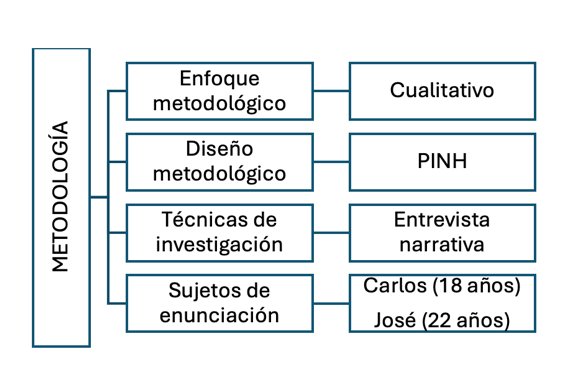 METODOLOGÍA
Enfoque
metodológico
Cualitativo
Diseño
metodológico
PINH
Técnicas de
investigación
Entrevista
narrativa
Sujetos de
enunciación
Carlos (18 años)
José (22 años)